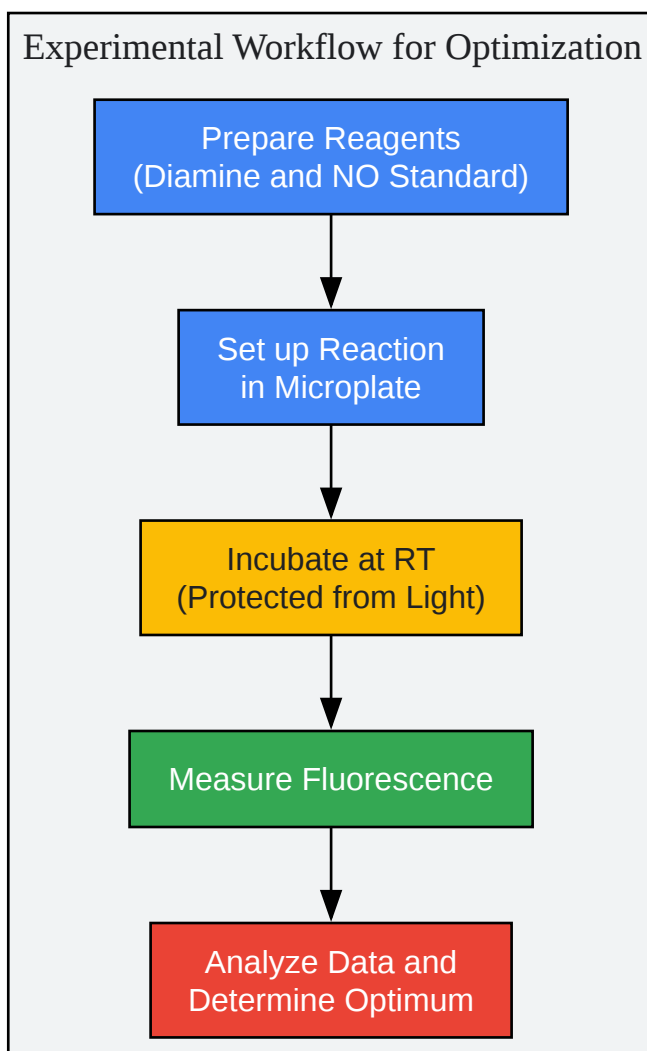 Experimental Workflow for Optimization
Prepare Reagents
(Diamine and NO Standard)
Set up Reaction
in Microplate
Incubate at RT
(Protected from Light)
Measure Fluorescence
Analyze Data and
Determine Optimum